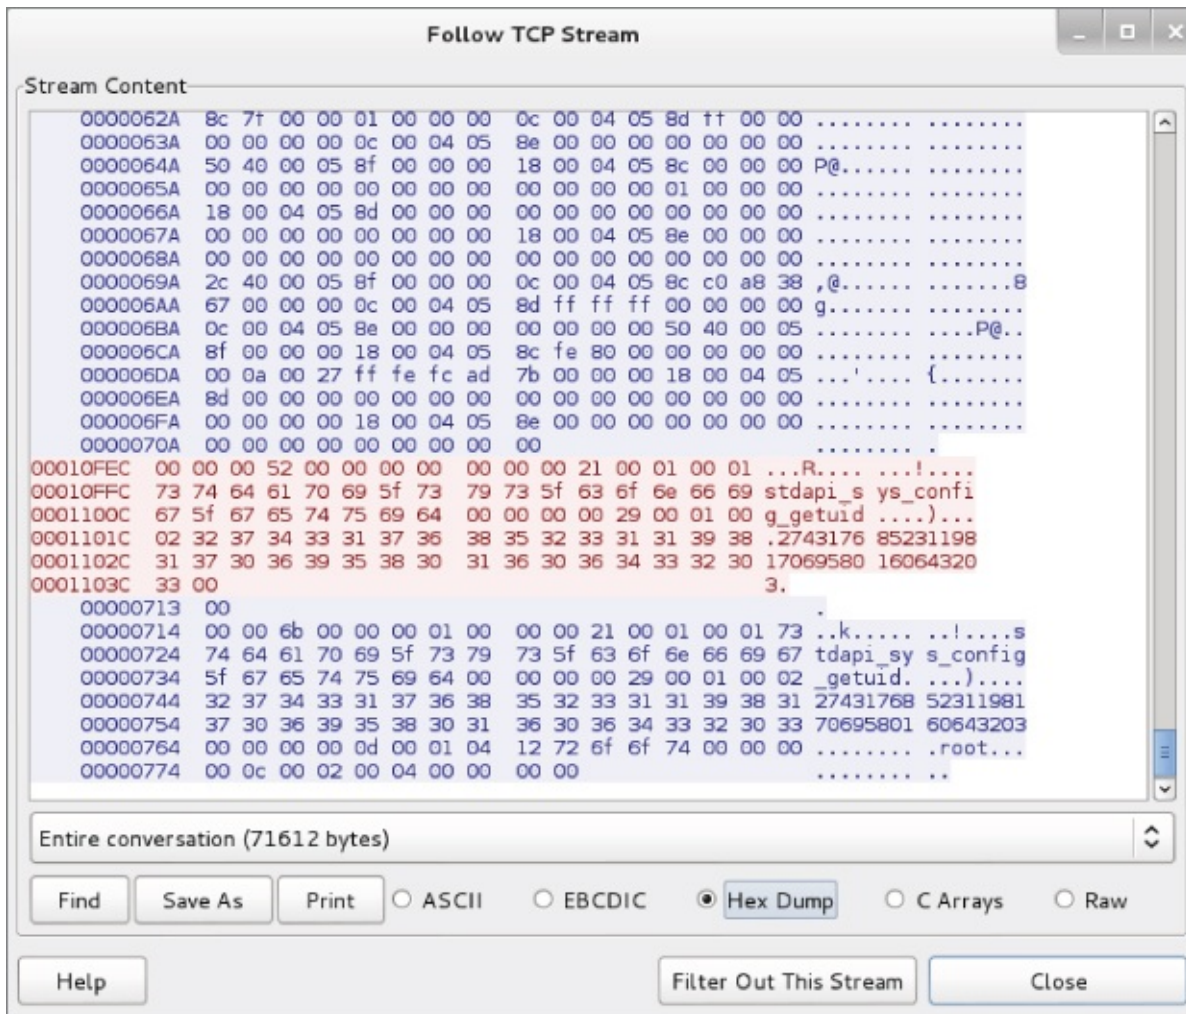 Follow TCP Stream
Stream Content
0000062A 8c 7f 00 00 01 00 00 00 0c 00 04 05 8d ff 00 00 ........ ........
0000063A 00 00 00 00 0c 00 04 05 8e 00 00 00 00 00 00 00 ........ ........
0000064A 50 40 00 05 8f 00 00 00 18 00 04 05 8c 00 00 00 P@...... ........
0000065A 00 00 00 00 00 00 00 00 00 00 00 00 01 00 00 00 ........ ........
0000066A 18 00 04 05 8d 00 00 00 00 00 00 00 00 00 00 00 ........ ........
0000067A 00 00 00 00 00 00 00 00 18 00 04 05 8e 00 00 00 ........ ........
0000068A 00 00 00 00 00 00 00 00 00 00 00 00 00 00 00 00 ........ ........
0000069A 2c 40 00 05 8f 00 00 00 0c 00 04 05 8c c0 a8 38 ,@...... .......8
000006AA 67 00 00 00 0c 00 04 05 8d ff ff ff 00 00 00 00 g....... ........
000006BA 0c 00 04 05 8e 00 00 00 00 00 00 00 50 40 00 05 ........ ....P@..
000006CA 8f 00 00 00 18 00 04 05 8c fe 80 00 00 00 00 00 ........ ........
000006DA 00 0a 00 27 ff fe fc ad 7b 00 00 00 18 00 04 05 ...'.... {.......
000006EA 8d 00 00 00 00 00 00 00 00 00 00 00 00 00 00 00 ........ ........
000006FA 00 00 00 00 18 00 04 05 8e 00 00 00 00 00 00 00 ........ ........
0000070A 00 00 00 00 00 00 00 00 00 ........ .
00010FEC 00 00 00 52 00 00 00 00 00 00 00 21 00 01 00 01 ...R.... ...!....
00010FFC 73 74 64 61 70 69 5f 73 79 73 5f 63 6f 6e 66 69 stdapi_s ys_confi
0001100C 67 5f 67 65 74 75 69 64 00 00 00 00 29 00 01 00 g_getuid ....)...
0001101C 02 32 37 34 33 31 37 36 38 35 32 33 31 31 39 38 .2743176 85231198
0001102C 31 37 30 36 39 35 38 30 31 36 30 36 34 33 32 30 17069580 16064320
0001103C 33 00 3.
00000713 00 .
00000714 00 00 6b 00 00 00 01 00 00 00 21 00 01 00 01 73 ..k..... ..!....s
00000724 74 64 61 70 69 5f 73 79 73 5f 63 6f 6e 66 69 67 tdapi_sy s_config
00000734 5f 67 65 74 75 69 64 00 00 00 00 29 00 01 00 02 _getuid. ...)....
00000744 32 37 34 33 31 37 36 38 35 32 33 31 31 39 38 31 27431768 52311981
00000754 37 30 36 39 35 38 30 31 36 30 36 34 33 32 30 33 70695801 60643203
00000764 00 00 00 00 0d 00 01 04 12 72 6f 6f 74 00 00 00 ........ .root...
00000774 00 0c 00 02 00 04 00 00 00 00 ........ ..
Entire conversation (71612 bytes)
Find Save As Print ASCII EBCDIC Hex Dump C Arrays Raw
Help Filter Out This Stream Close